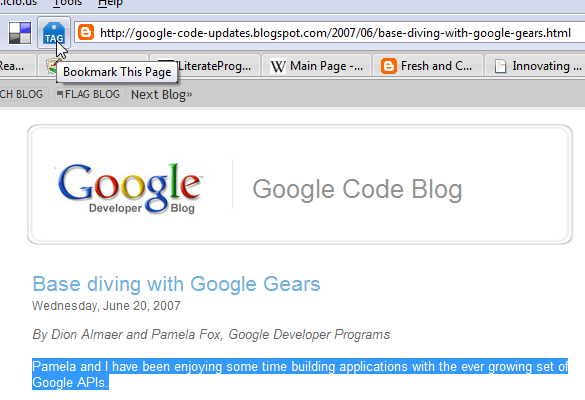 .icio.us Tools Help
TAG http://google-code-updates.blogspot.com/2007/06/base-diving-with-google-gears.html
Rea... LiterateProg... Main Page -... Fresh and C... Innovating ...
Bookmark This Page
CH BLOG FLAG BLOG Next Blog»
Google Developer Blog Google Code Blog
Base diving with Google Gears
Wednesday, June 20, 2007
By Dion Almaer and Pamela Fox, Google Developer Programs
Pamela and I have been enjoying some time building applications with the ever growing set of
Google APIs.